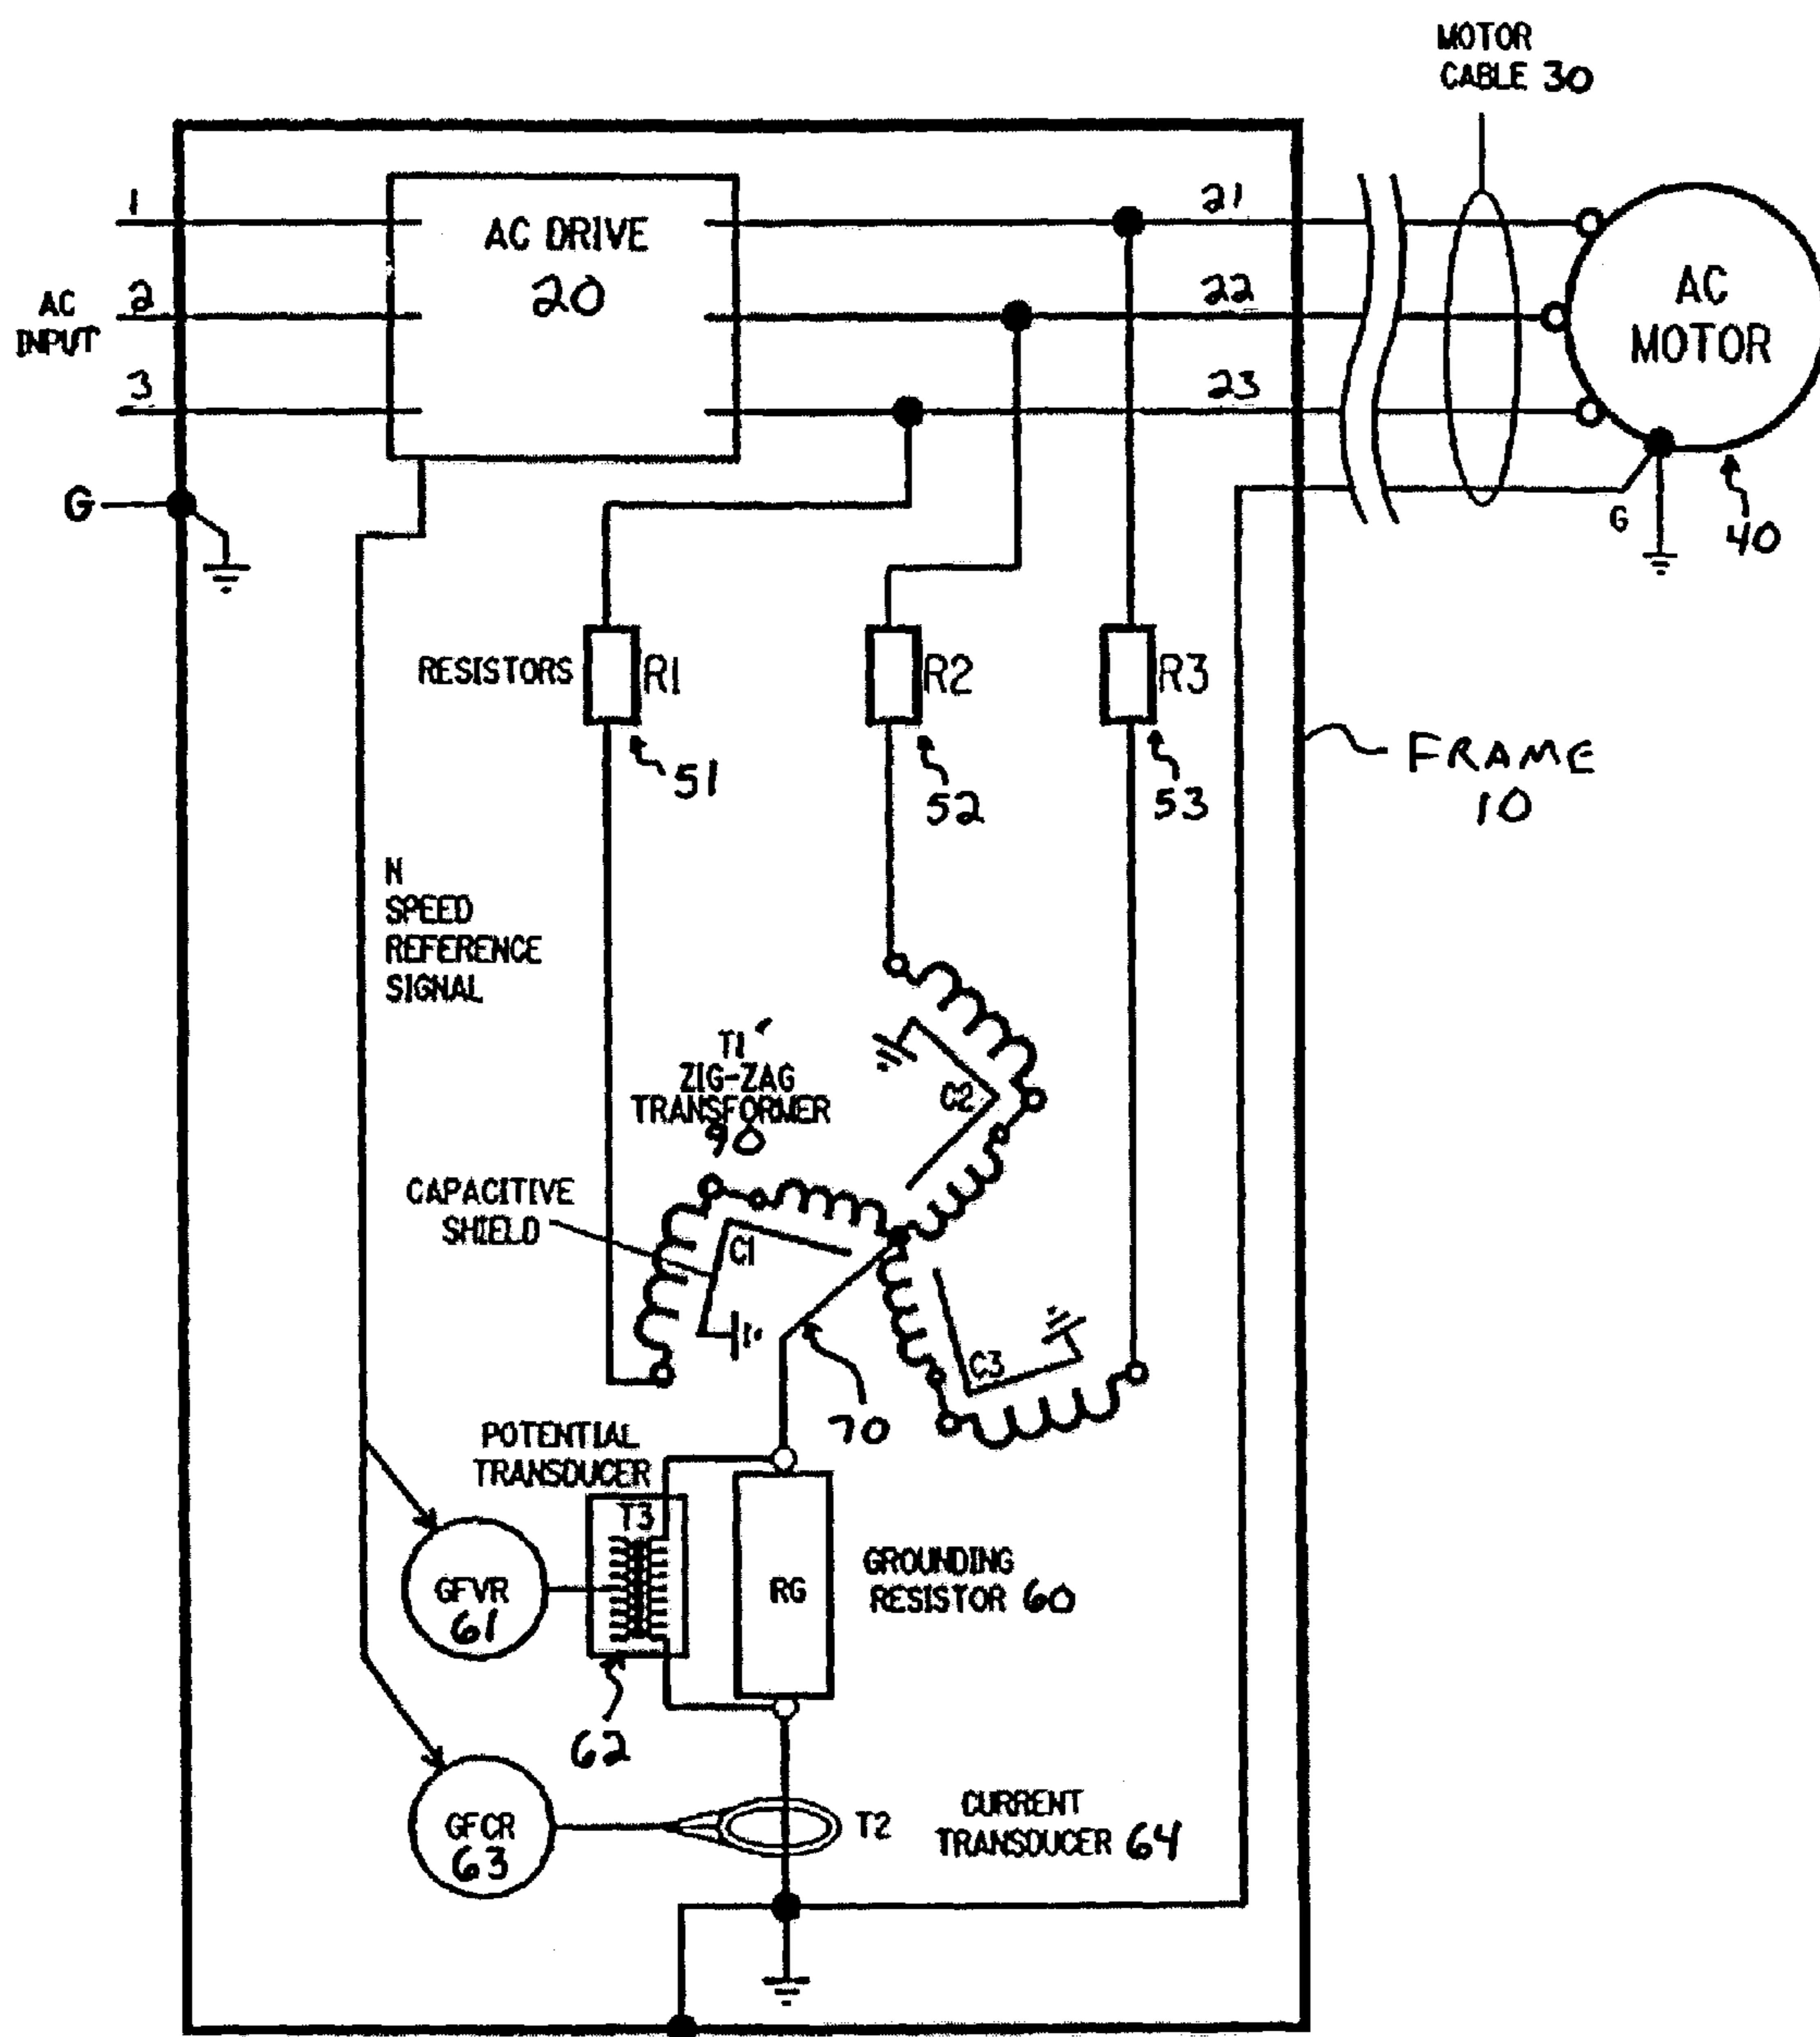 MOTOR
CABLE 30
1
AC DRIVE
20
21
AC
INPUT
2
22
AC
MOTOR
3
23
G
G
40
RESISTORS
R1
R2
R3
51
52
53
FRAME
10
N
SPEED
REFERENCE
SIGNAL
T1'
ZIG-ZAG
TRANSFORMER
90
C2
CAPACITIVE
SHIELD
C1
C3
70
POTENTIAL
TRANSDUCER
T3
GFVR
61
RG
GROUNDING
RESISTOR 60
62
GFCR
63
T2
CURRENT
TRANSDUCER 64